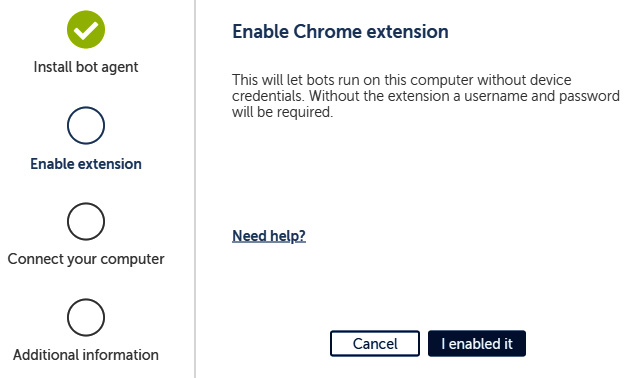 Install bot agent
Enable extension
Connect your computer
Additional information
Enable Chrome extension
This will let bots run on this computer without device
credentials. Without the extension a username and password
will be required.
Need help?
Cancel
I enabled it